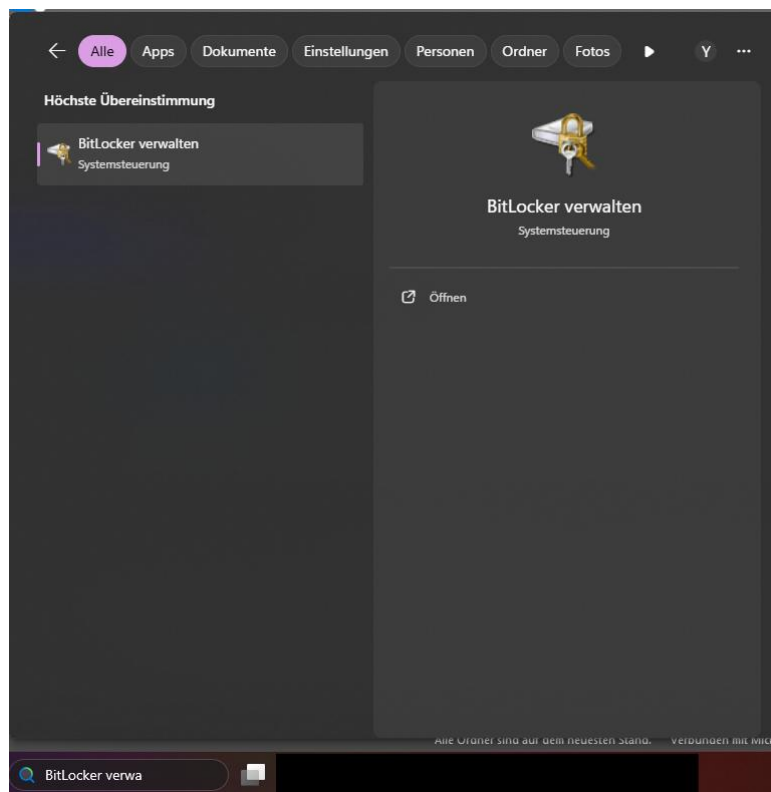 Alle Apps Dokumente Einstellungen Personen Ordner Fotos Y
Höchste Übereinstimmung
BitLocker verwalten
Systemsteuerung
BitLocker verwalten
Systemsteuerung
Öffnen
Alle Ordner sind auf dem neuesten Stand. Verbunden mit Mic
BitLocker verwa